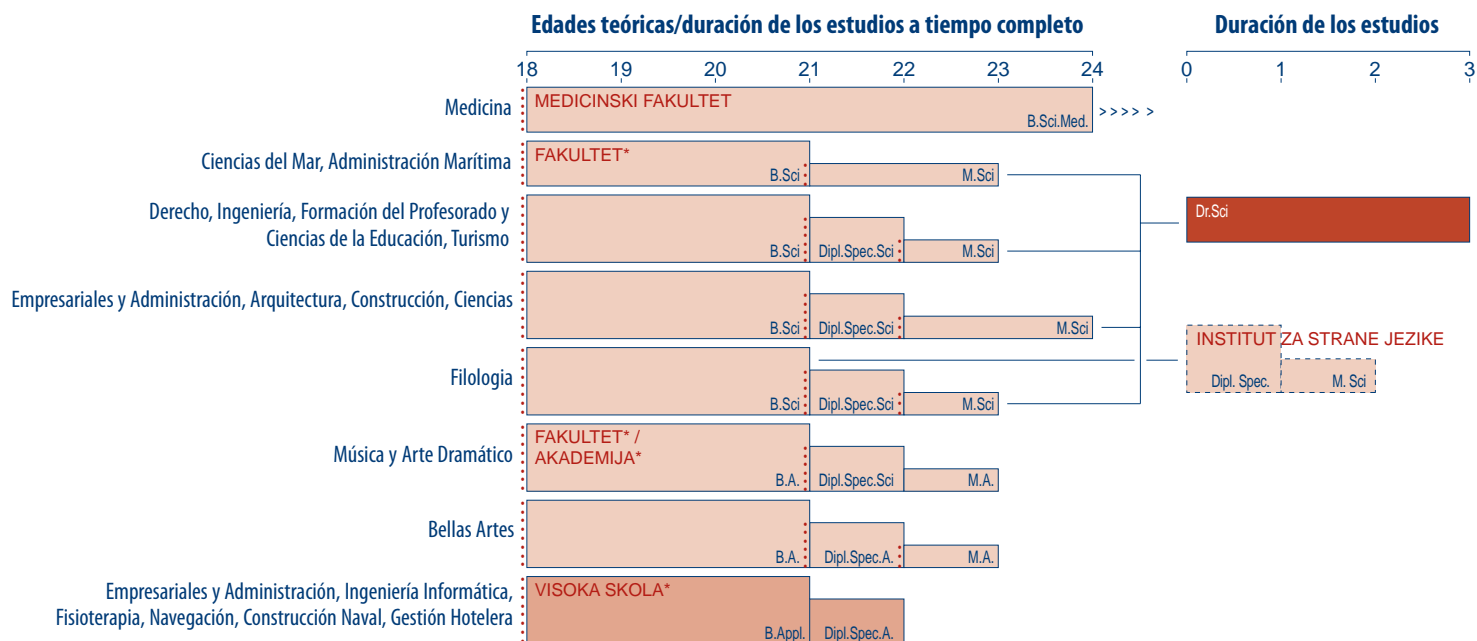 Edades teóricas/duración de los estudios a tiempo completo
Duración de los estudios
18 19 20 21 22 23 24
0 1 2 3
Medicina
MEDICINSKI FAKULTET
B.Sci.Med.
>>>> >
Ciencias del Mar, Administración Marítima
FAKULTET*
B.Sci
M.Sci
Dr.Sci
Derecho, Ingeniería, Formación del Profesorado y
Ciencias de la Educación, Turismo
B.Sci
Dipl.Spec.Sci
M.Sci
Empresariales y Administración, Arquitectura, Construcción, Ciencias
B.Sci
Dipl.Spec.Sci
M.Sci
INSTITUT ZA STRANE JEZIKE
Dipl. Spec.
M. Sci
Filologia
B.Sci
Dipl.Spec.Sci
M.Sci
Música y Arte Dramático
FAKULTET* /
AKADEMIJA*
B.A.
Dipl.Spec.Sci
M.A.
Bellas Artes
B.A.
Dipl.Spec.A.
M.A.
Empresariales y Administración, Ingeniería Informática,
Fisioterapia, Navegación, Construcción Naval, Gestión Hotelera
VISOKA SKOLA*
B.Appl.
Dipl.Spec.A.